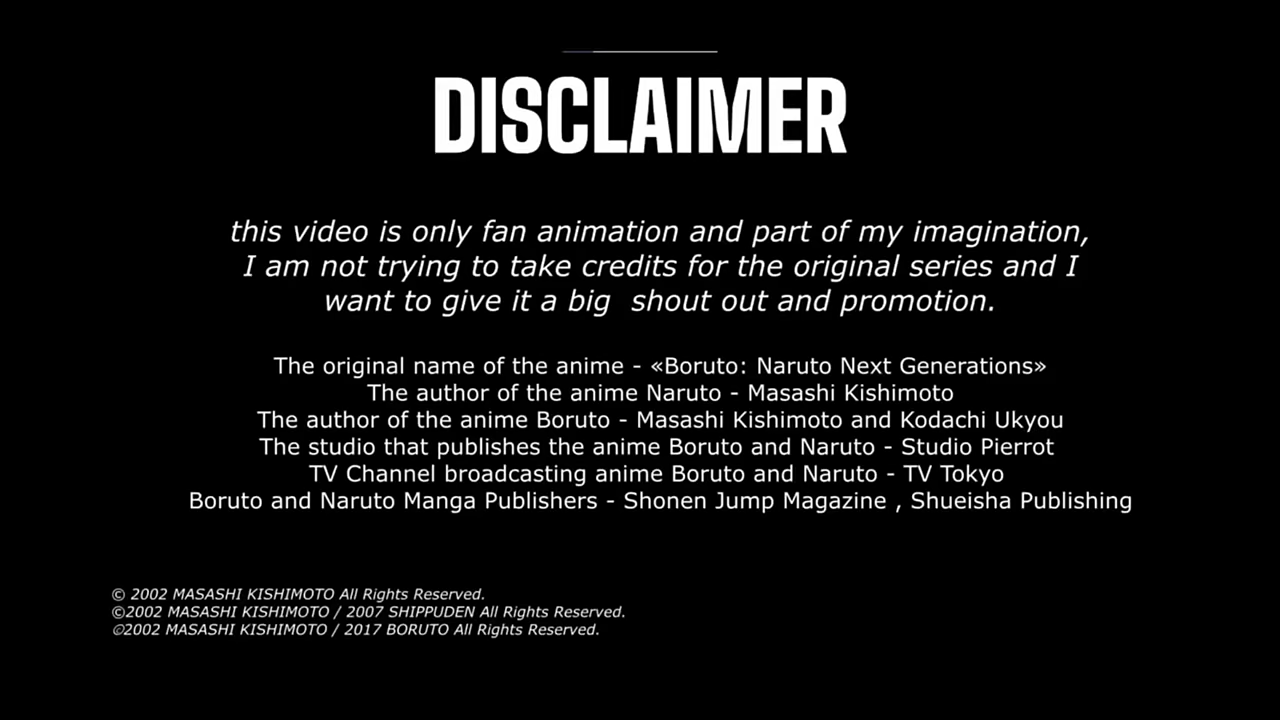 DISCLAIMER
this video is only fan animation and part of my imagination,
I am not trying to take credits for the original series and I
want to give it a big  shout out and promotion.
The original name of the anime - «Boruto: Naruto Next Generations»
The author of the anime Naruto - Masashi Kishimoto
The author of the anime Boruto - Masashi Kishimoto and Kodachi Ukyou
The studio that publishes the anime Boruto and Naruto - Studio Pierrot
TV Channel broadcasting anime Boruto and Naruto - TV Tokyo
Boruto and Naruto Manga Publishers - Shonen Jump Magazine , Shueisha Publishing
© 2002 MASASHI KISHIMOTO All Rights Reserved.
©2002 MASASHI KISHIMOTO / 2007 SHIPPUDEN All Rights Reserved.
©2002 MASASHI KISHIMOTO / 2017 BORUTO All Rights Reserved.